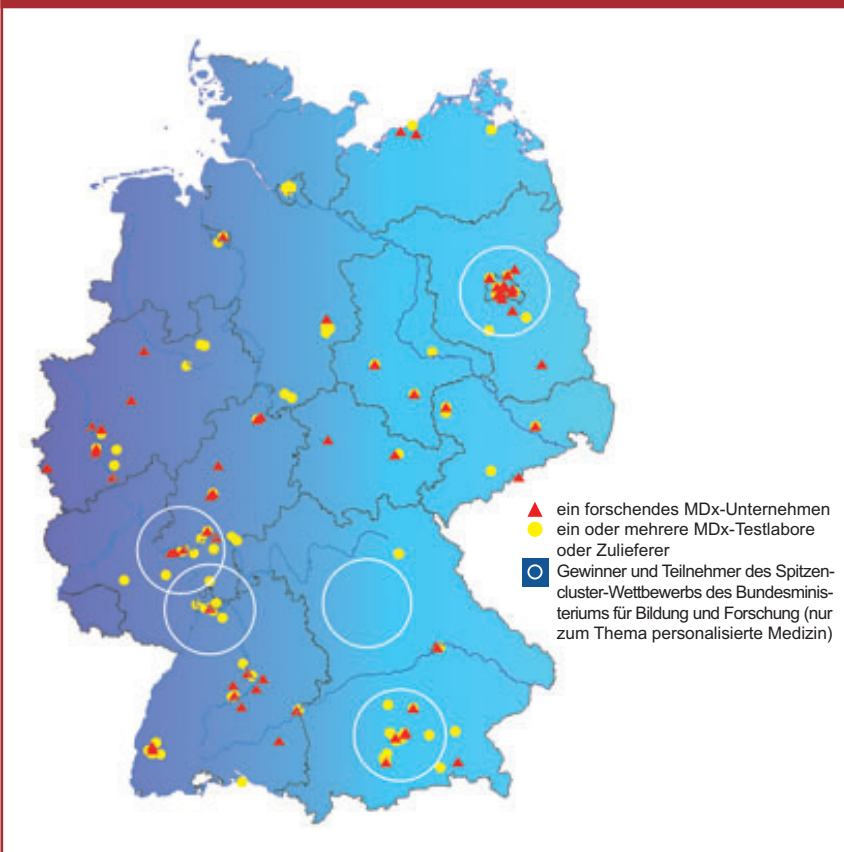 ein forschendes MDx-Unternehmen
ein oder mehrere MDx-Testlabore
oder Zulieferer
Gewinner und Teilnehmer des Spitzen-
cluster-Wettbewerbs des Bundesminis-
teriums für Bildung und Forschung (nur
zum Thema personalisierte Medizin)